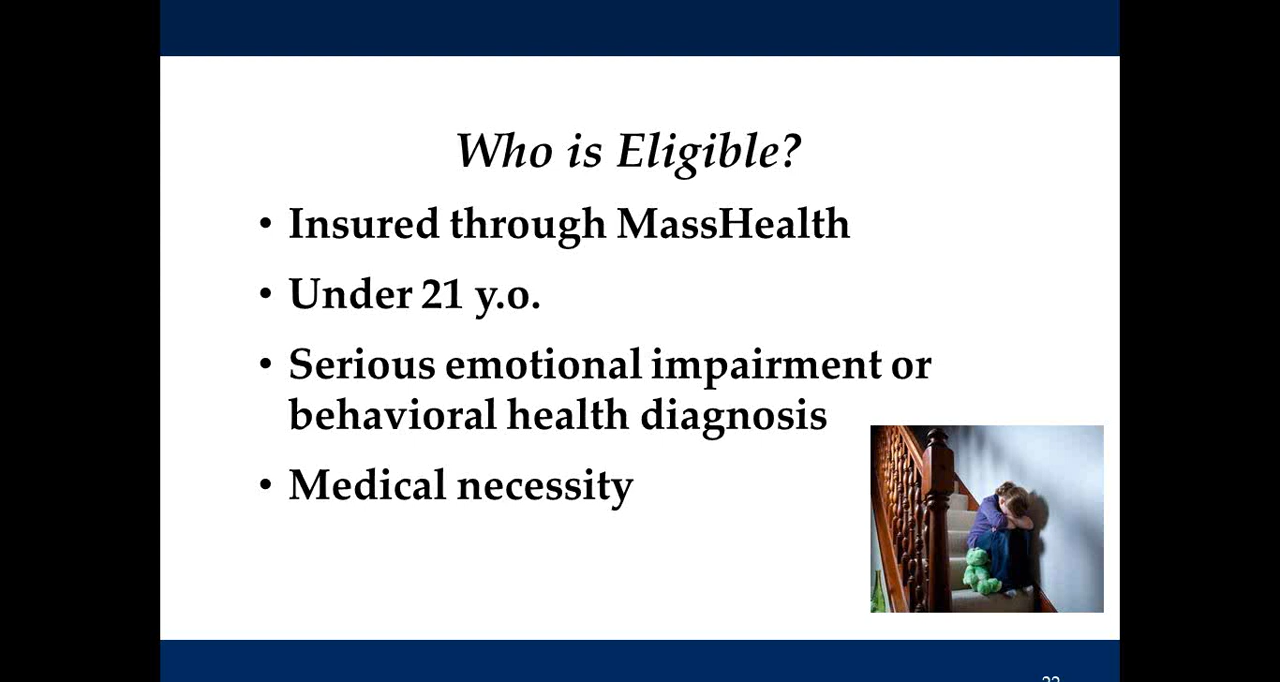 Who is Eligible?
• Insured through MassHealth
• Under 21 y.o.
• Serious emotional impairment or
behavioral health diagnosis
• Medical necessity